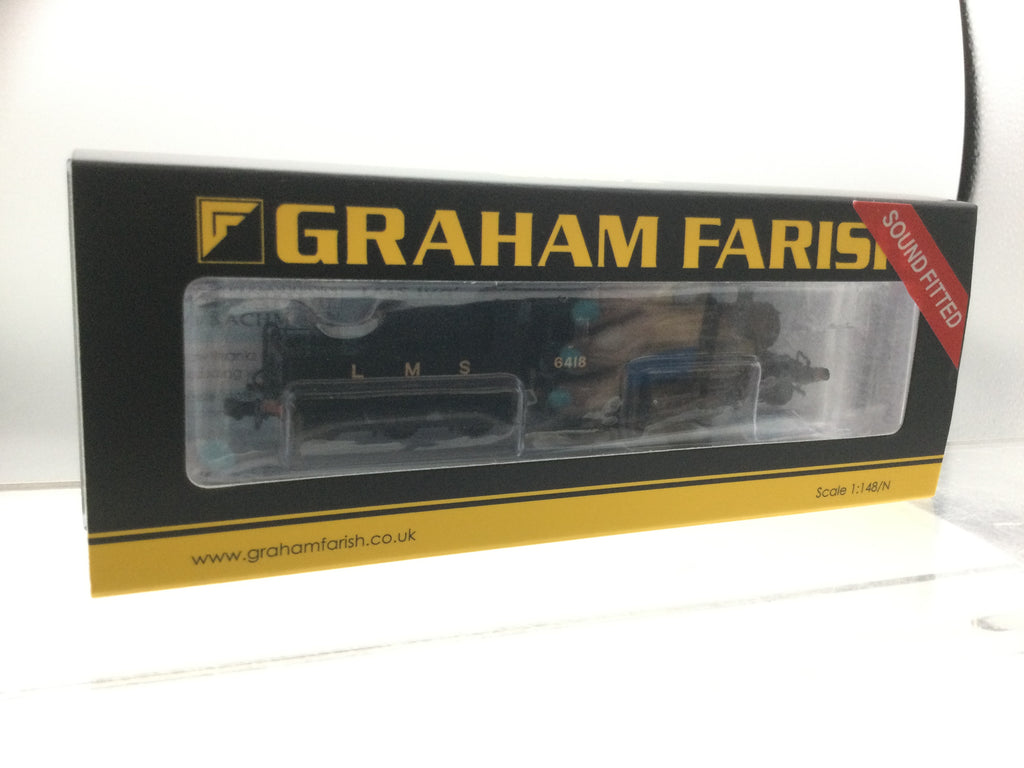 GRAHAM FARISH
SOUND FITTED
L M S
6418
Scale 1:148/N
www.grahamfarish.co.uk